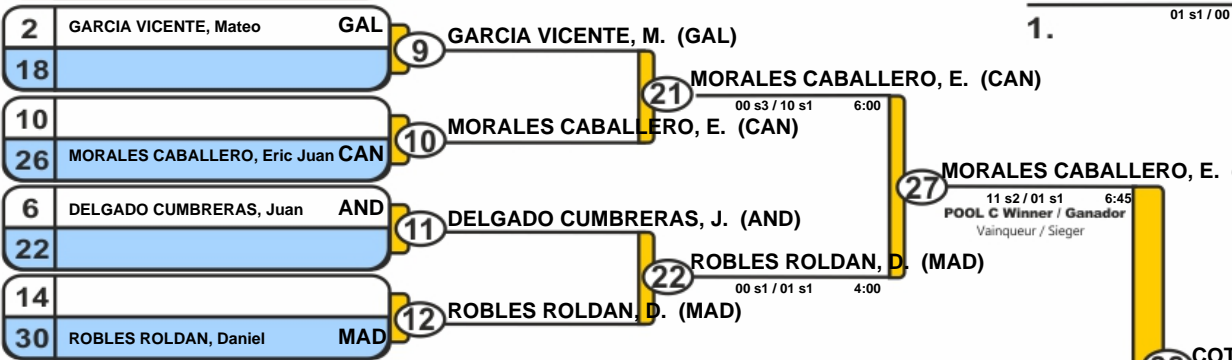 2 GARCIA VICENTE, Mateo GAL
18
10
26 MORALES CABALLERO, Eric Juan CAN
6 DELGADO CUMBRERAS, Juan AND
22
14
30 ROBLES ROLDAN, Daniel MAD
9 GARCIA VICENTE, M. (GAL)
10 MORALES CABALLERO, E. (CAN)
11 DELGADO CUMBRERAS, J. (AND)
12 ROBLES ROLDAN, D. (MAD)
21 MORALES CABALLERO, E. (CAN)
00 s3 / 10 s1 6:00
22 ROBLES ROLDAN, D. (MAD)
00 s1 / 01 s1 4:00
27 MORALES CABALLERO, E.
11 s2 / 01 s1 6:45
POOL C Winner / Ganador
Vainqueur / Sieger
01 s1 / 00
1.
COT